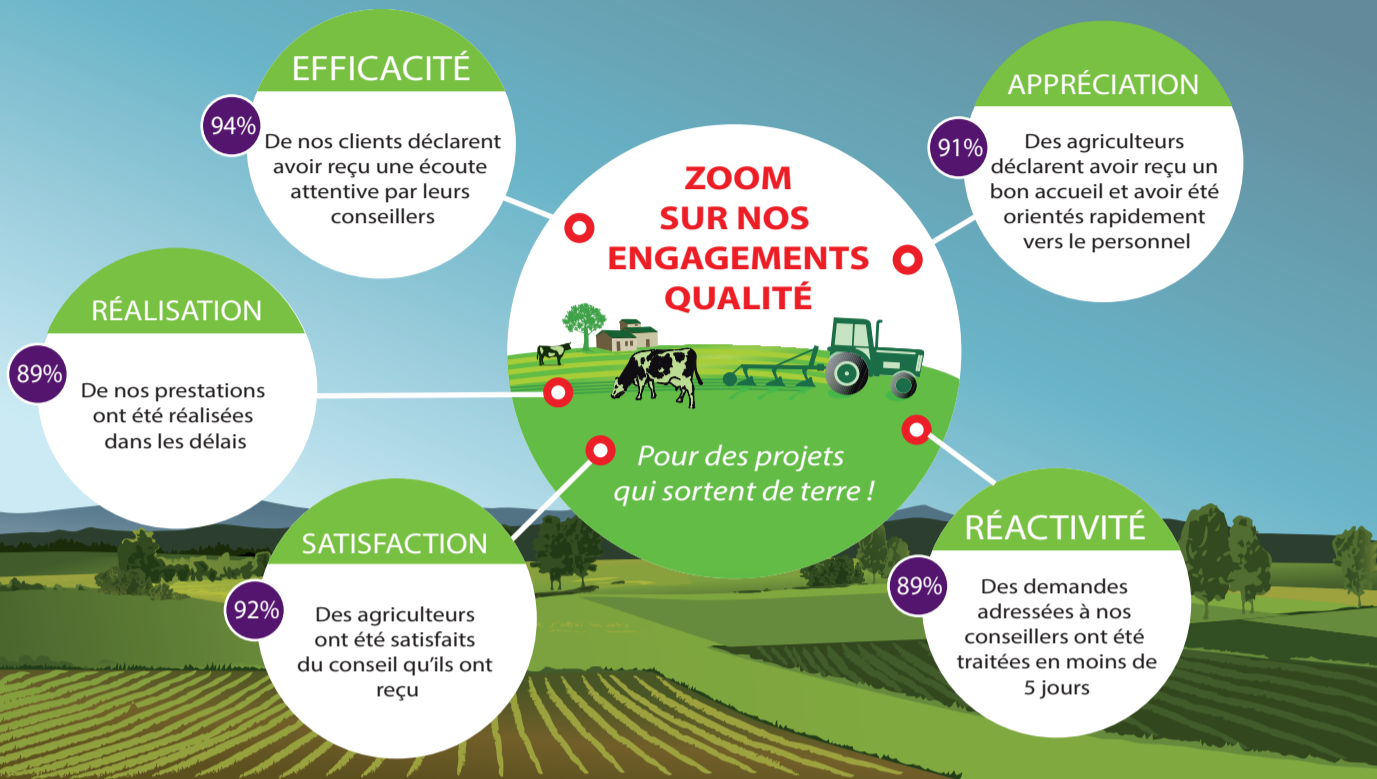 ZOOM
SUR NOS
ENGAGEMENTS
QUALITÉ
Pour des projets
qui sortent de terre !
EFFICACITÉ
94%
De nos clients déclarent
avoir reçu une écoute
attentive par leurs
conseillers
APPRÉCIATION
91%
Des agriculteurs
déclarent avoir reçu un
bon accueil et avoir été
orientés rapidement
vers le personnel
RÉALISATION
89%
De nos prestations
ont été réalisées
dans les délais
SATISFACTION
92%
Des agriculteurs
ont été satisfaits
du conseil qu'ils ont
reçu
RÉACTIVITÉ
89%
Des demandes
adressées à nos
conseillers ont été
traitées en moins de
5 jours